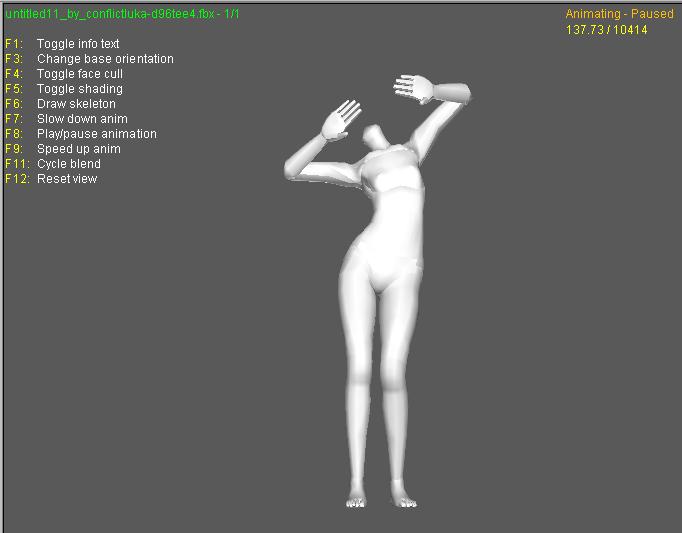 untitled11_by_conflictluka-d96tee4.fbx - 1/1
Animating - Paused
137.73 / 10414
F1: Toggle info text
F3: Change base orientation
F4: Toggle face cull
F5: Toggle shading
F6: Draw skeleton
F7: Slow down anim
F8: Play/pause animation
F9: Speed up anim
F11: Cycle blend
F12: Reset view